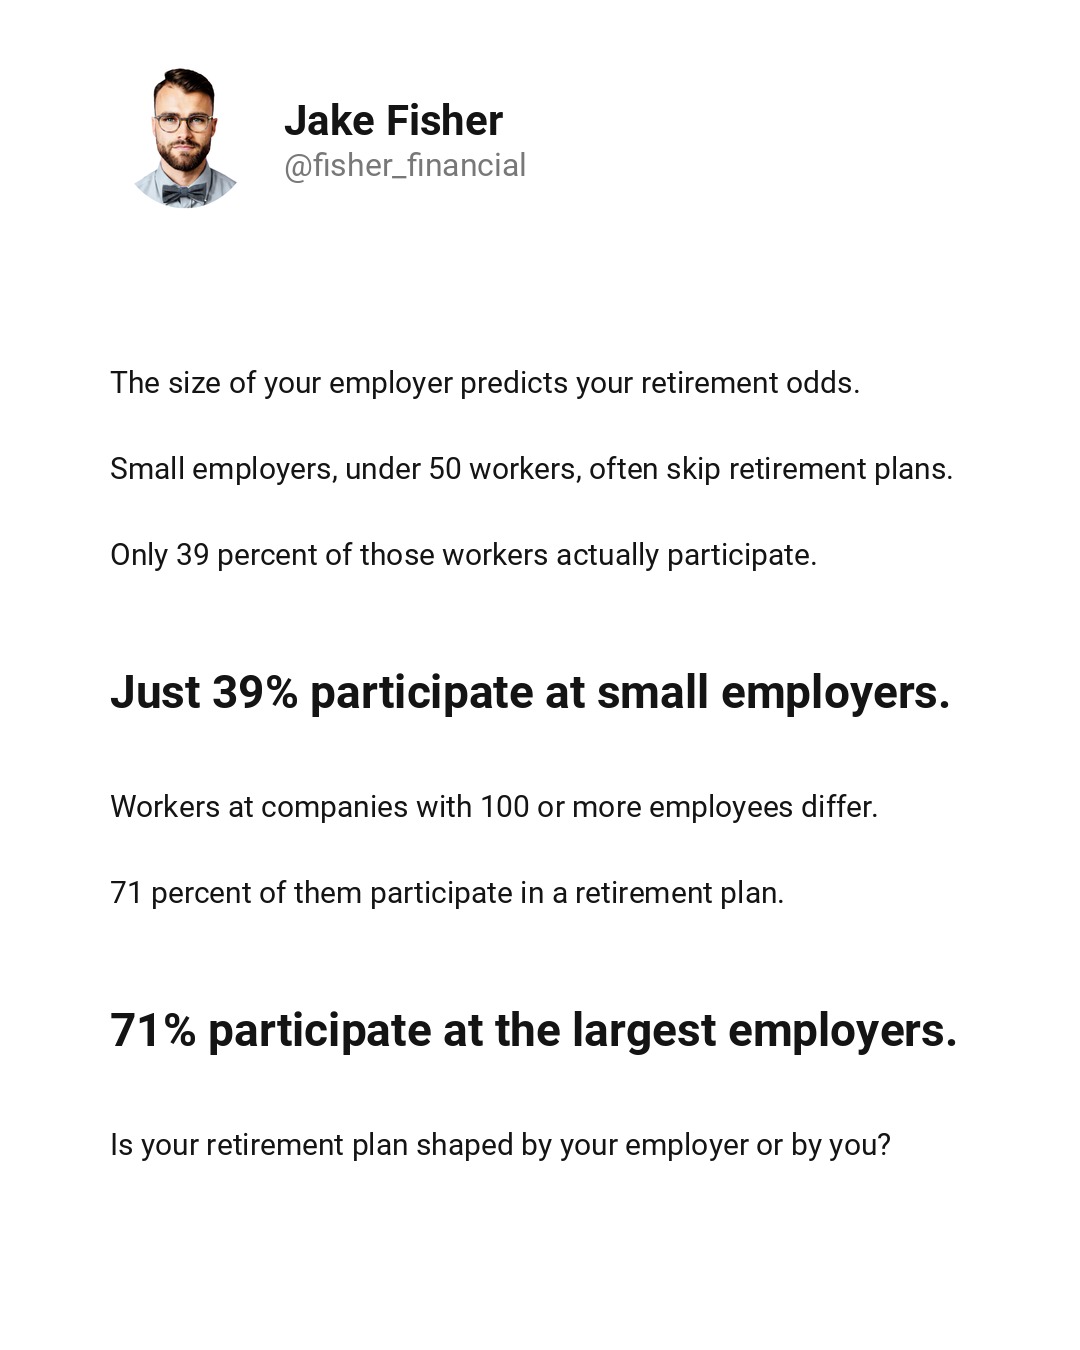 Jake Fisher
@fisher_financial
The size of your employer predicts your retirement odds.
Small employers, under 50 workers, often skip retirement plans.
Only 39 percent of those workers actually participate.
Just 39% participate at small employers.
Workers at companies with 100 or more employees differ.
71 percent of them participate in a retirement plan.
71% participate at the largest employers.
Is your retirement plan shaped by your employer or by you?